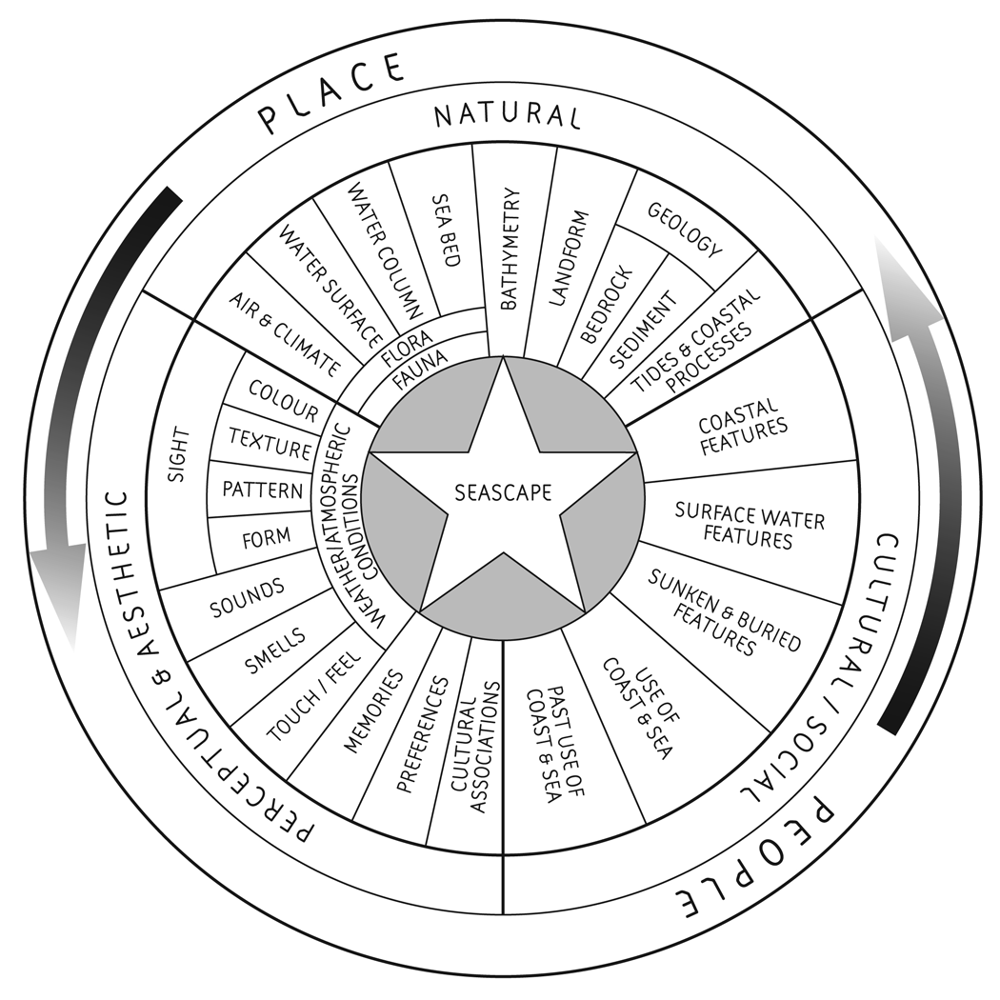 PLACE
NATURAL
AIR & CLIMATE
WATER SURFACE
WATER COLUMN
SEA BED
FLORA
FAUNA
BATHYMETRY
LANDFORM
GEOLOGY
BEDROCK
SEDIMENT
TIDES & COASTAL
PROCESSES
CULTURAL / SOCIAL
COASTAL
FEATURES
SURFACE WATER
FEATURES
SUNKEN & BURIED
FEATURES
USE OF
COAST & SEA
PAST USE OF
COAST & SEA
PEOPLE
PERCEPTUAL & AESTHETIC
SIGHT
COLOUR
TEXTURE
PATTERN
FORM
SOUNDS
SMELLS
TOUCH / FEEL
MEMORIES
PREFERENCES
CULTURAL
ASSOCIATIONS
WEATHER/ATMOSPHERIC
CONDITIONS
SEASCAPE